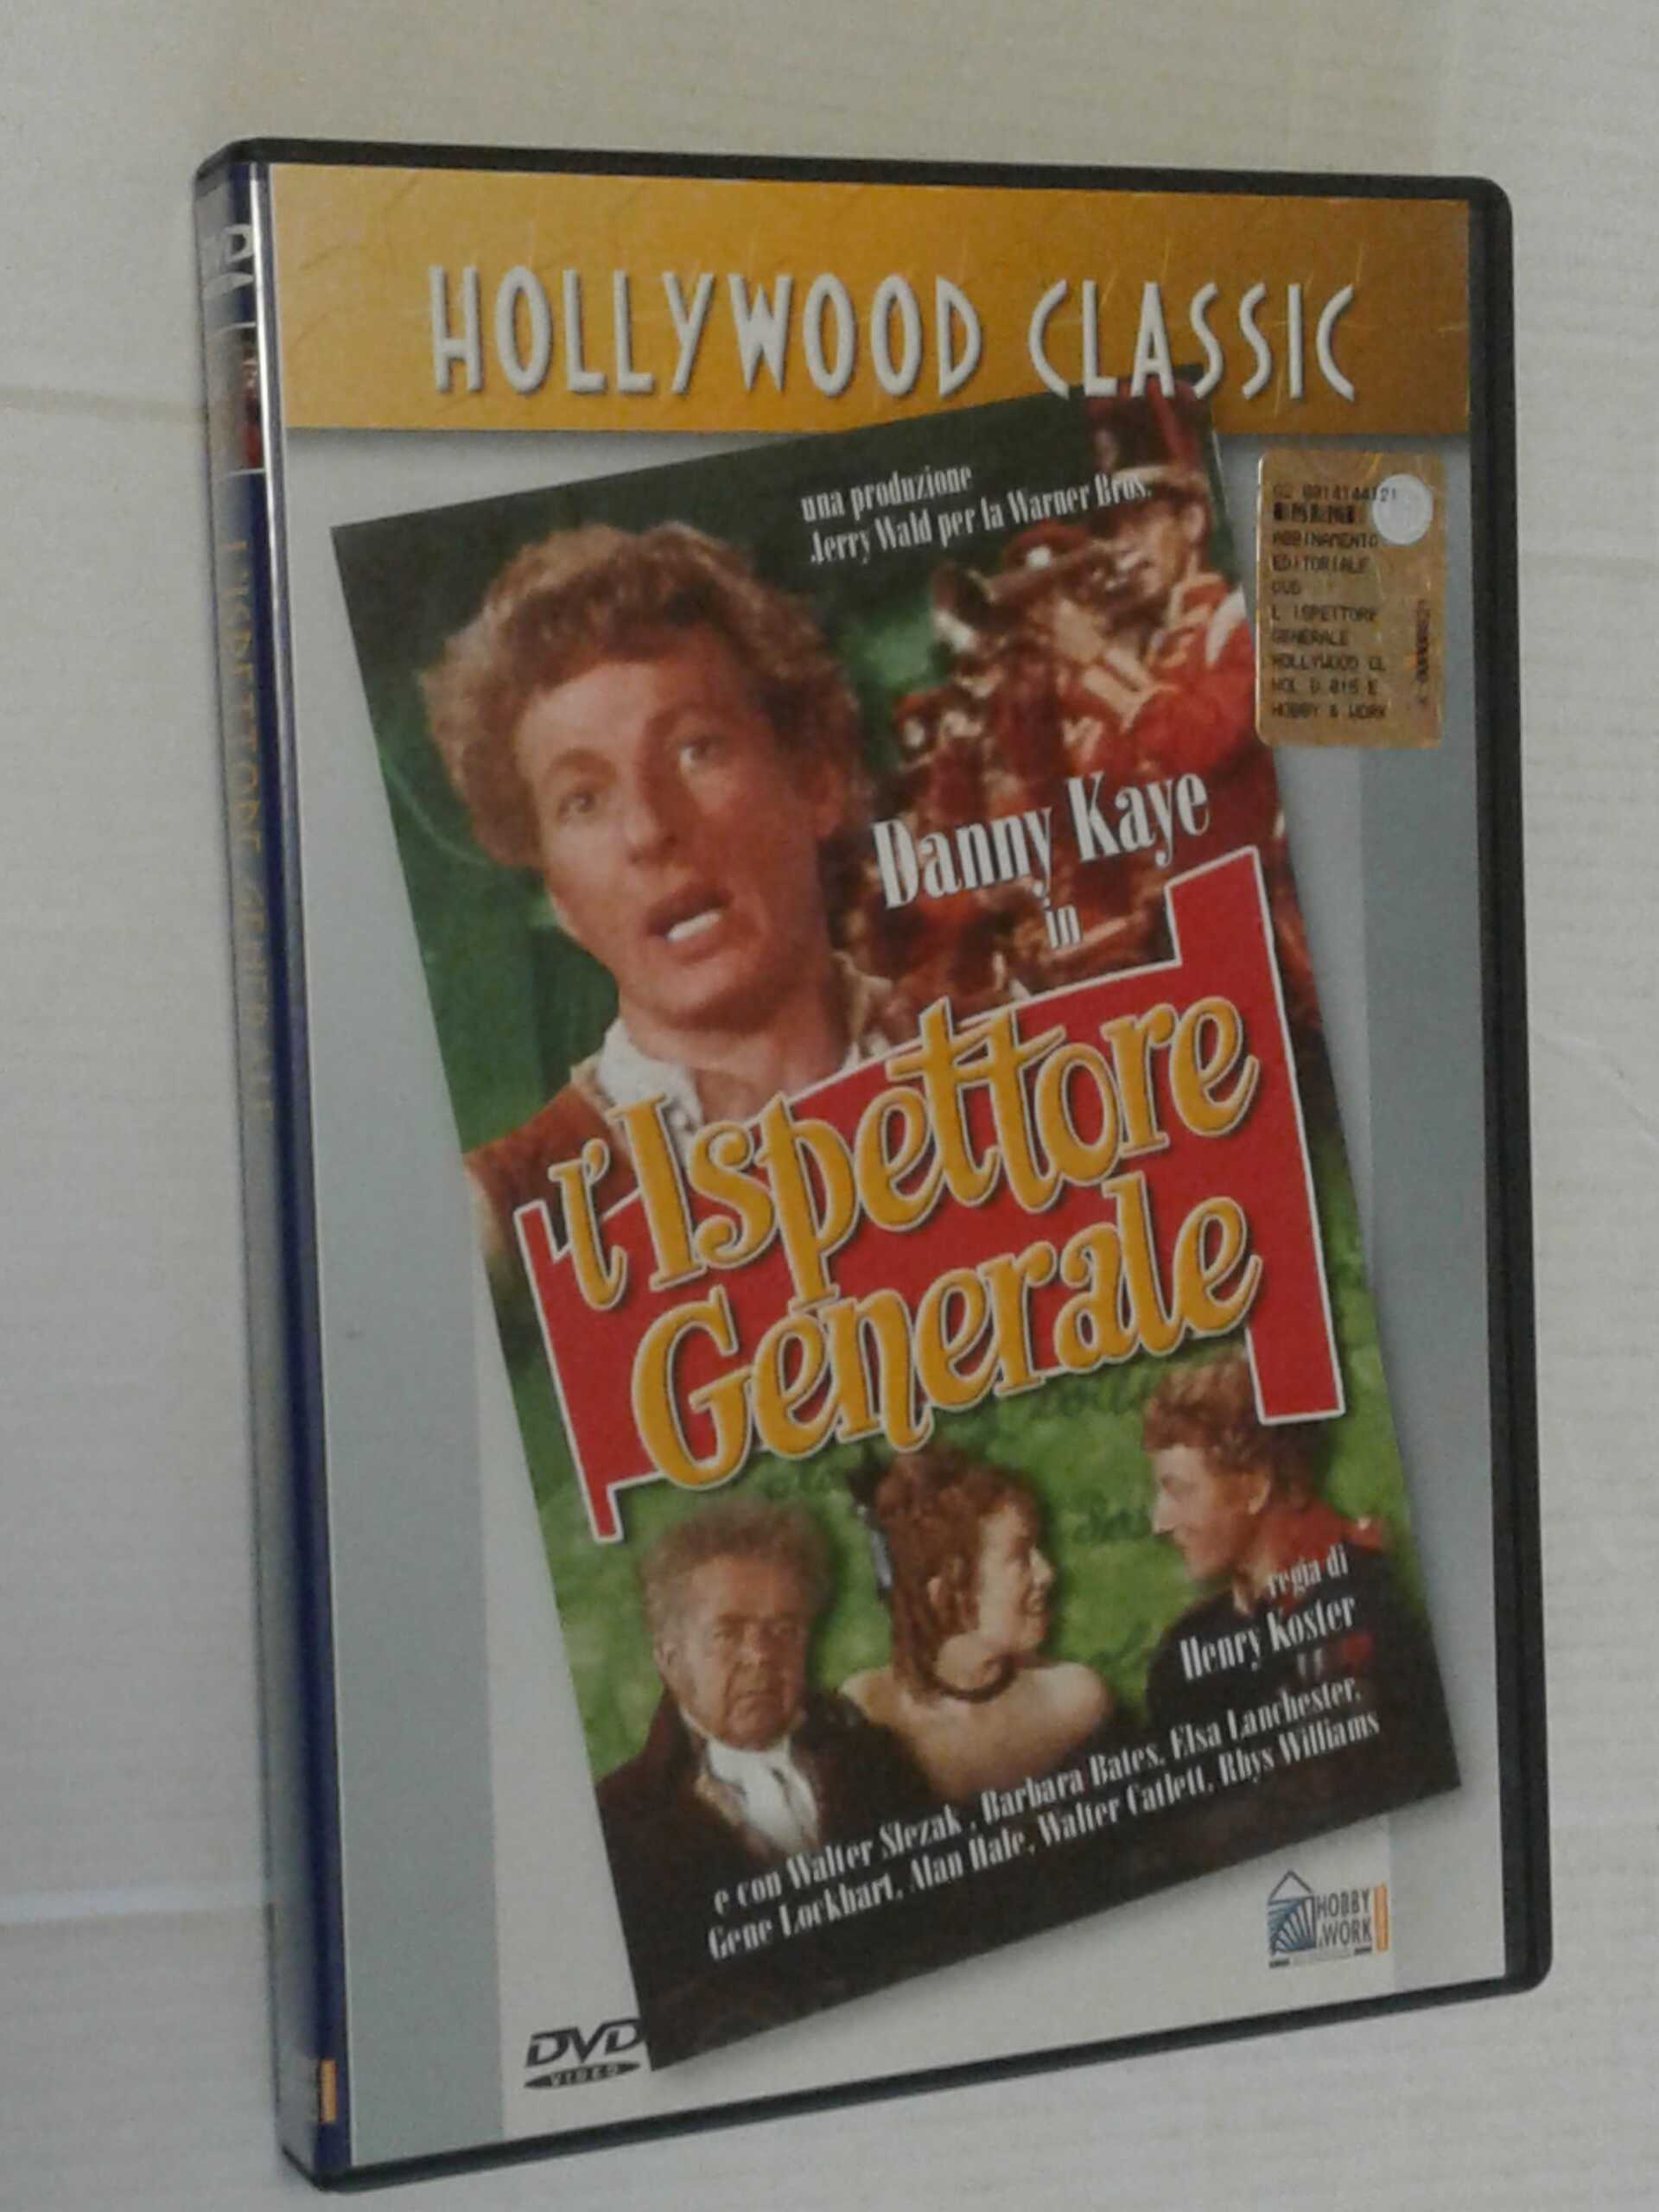 HOLLYWOOD CLASSIC
una produzione
Jerry Wald per la Warner Bros.
ABBINAMENTO
EDITORIALE
DVD
L ISPETTORE
GENERALE
HOLLYWOOD CL
HOBBY & WORK
Danny Kaye
in
l'Ispettore
Generale
regia di
Henry Koster
e con Walter Slezak, Barbara Bates, Elsa Lanchester,
Gene Lockhart, Alan Hale, Walter Catlett, Rhys Williams
HOBBY
&WORK
DVD
VIDEO
L'ISPETTORE GENERALE